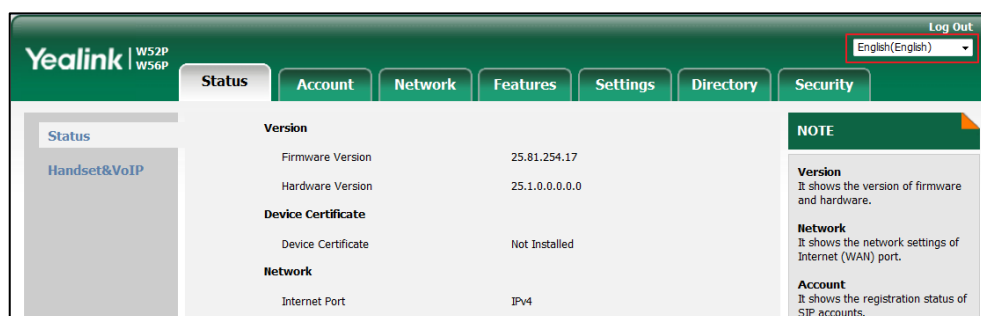 Log Out
English(English)
Yealink | W52P
W56P
Status Account Network Features Settings Directory Security
Status
Handset&VoIP
Version
Firmware Version 25.81.254.17
Hardware Version 25.1.0.0.0.0.0
Device Certificate
Device Certificate Not Installed
Network
Internet Port IPv4
NOTE
Version
It shows the version of firmware
and hardware.
Network
It shows the network settings of
Internet (WAN) port.
Account
It shows the registration status of
SIP accounts.